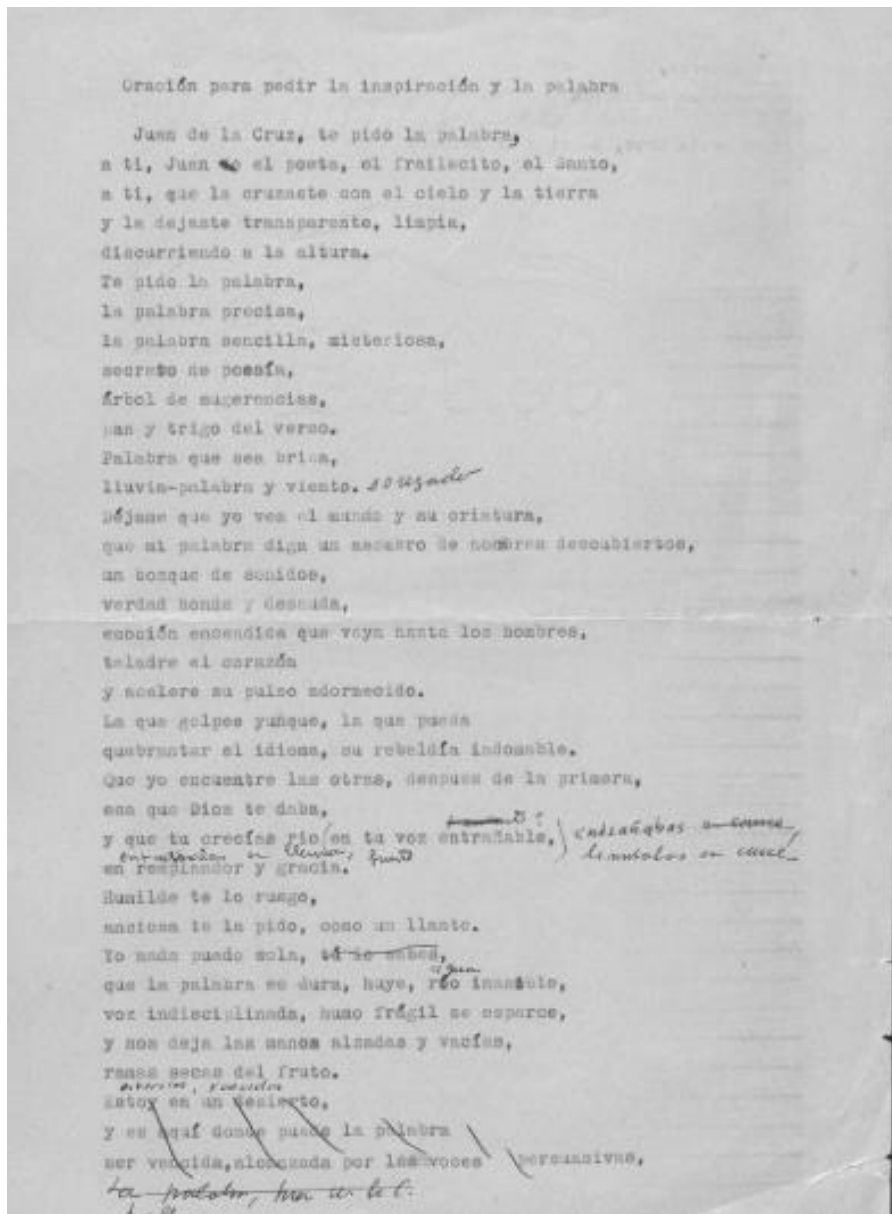 Oración para pedir la inspiración y la palabra
Juan de la Cruz, te pido la palabra,
a ti, Juan el poeta, el frailecito, el Santo,
a ti, que la cruzaste con el cielo y la tierra
y la dejaste transparente, limpia,
discurriendo a la altura.
Te pido la palabra,
la palabra precisa,
la palabra sencilla, misteriosa,
secreto de poesía,
Árbol de sugerencias,
pan y trigo del verso.
Palabra que sea brisa,
lluvia-palabra y viento. sosegado
Déjame que yo vea el mundo y su criatura,
que mi palabra diga un de nombres descubiertos,
un bosque de sonidos,
verdad honda y desnuda,
emoción encendida que vaya hasta los hombres,
taladre el corazón
y acelere su pulso adormecido.
La que golpee yunque, la que pueda
quebrantar el idioma, su rebeldía indomable.
Que yo encuentre las otras, después de la primera,
esa que Dios te daba,
y que tu crecías río (en tu voz entrañable,)
en resplandor y gracia.
Humilde te lo ruego,
ansiosa te la pido, como un llanto.
Yo nada puedo sola, tú lo sabes,
agua
que la palabra es dura, huye, río inasible,
voz indisciplinada, humo frágil se esparce,
y nos deja las manos alzadas y vacías,
ramas secas del fruto.
Estoy en un desierto,
y es aquí donde puede la palabra
ser vencida, alcanzada por las voces persuasivas,
La palabra,